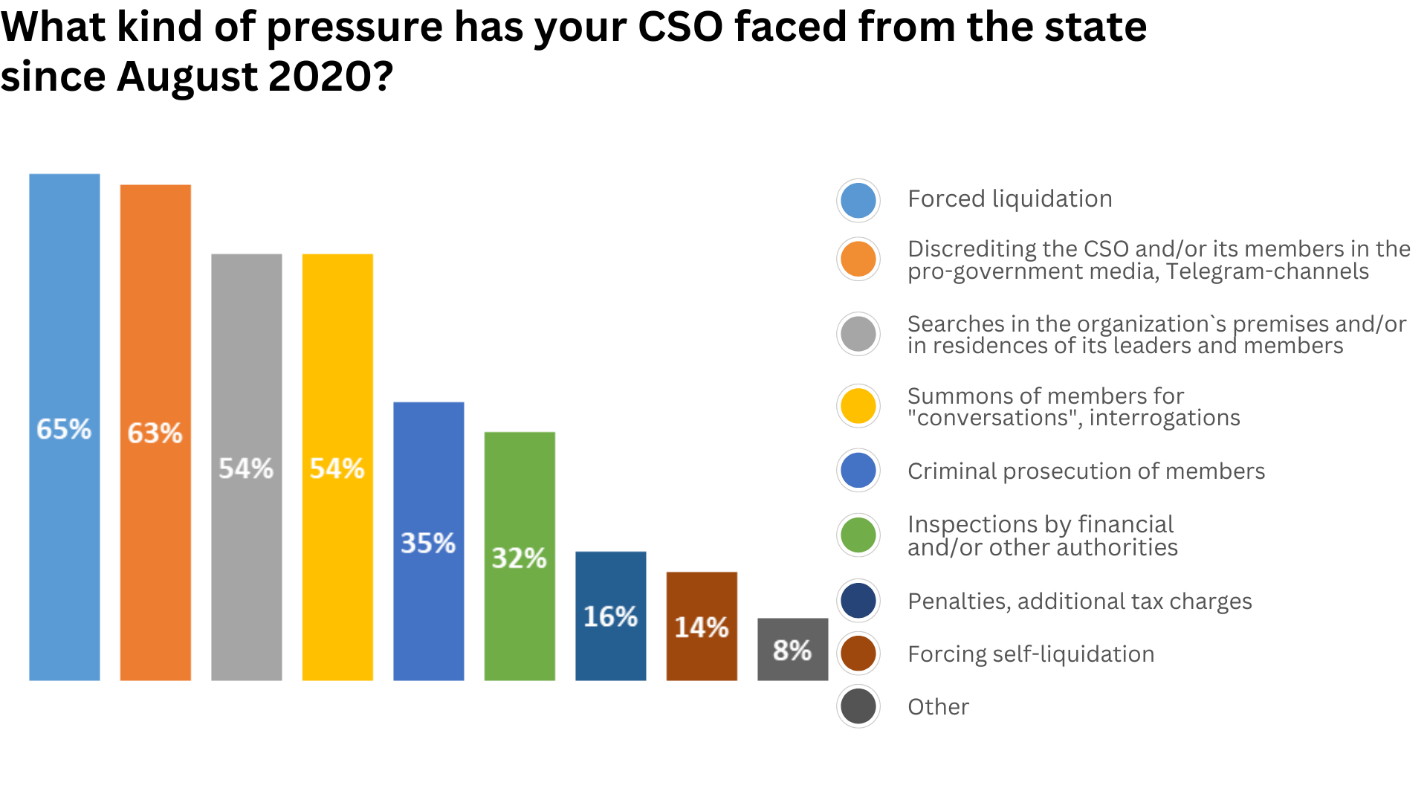 What kind of pressure has your CSO faced from the state
since August 2020?
65%
63%
54%
54%
35%
32%
16%
14%
8%
Forced liquidation
Discrediting the CSO and/or its members in the
pro-government media, Telegram-channels
Searches in the organization`s premises and/or
in residences of its leaders and members
Summons of members for
"conversations", interrogations
Criminal prosecution of members
Inspections by financial
and/or other authorities
Penalties, additional tax charges
Forcing self-liquidation
Other